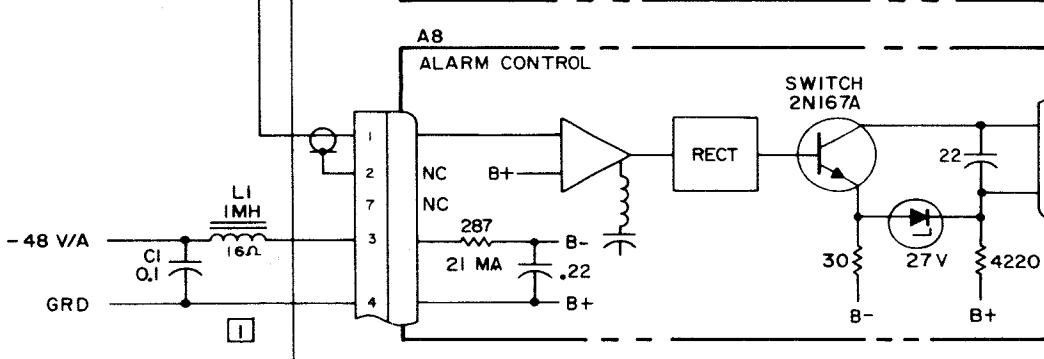 A8
ALARM CONTROL
SWITCH
2N167A
1
2
NC
B+
RECT
22
7
NC
L1
1MH
16Ω
-48 V/A
3
287
21 MA
B-
.22
C1
0.1
30
27V
4220
GRD
4
B+
B-
B+
1